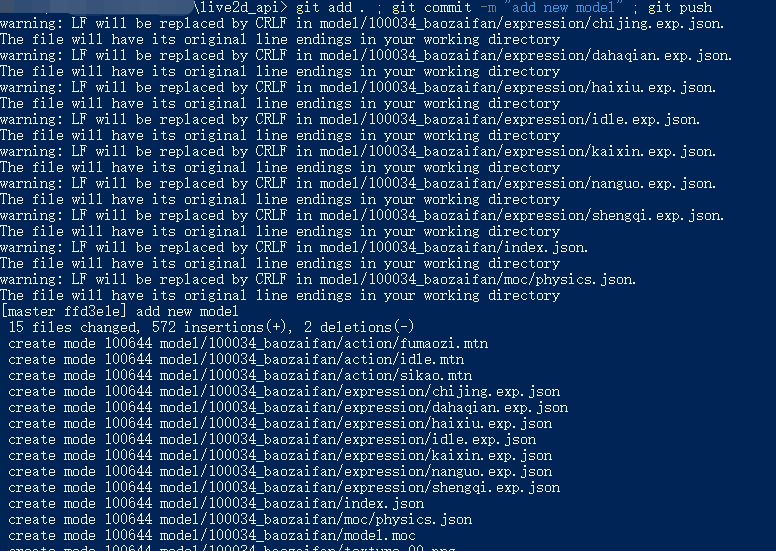 \live2d_api> git add . ; git commit -m "add new model" ; git push
warning: LF will be replaced by CRLF in model/100034_baozaifan/expression/chijing.exp.json.
The file will have its original line endings in your working directory
warning: LF will be replaced by CRLF in model/100034_baozaifan/expression/dahaqian.exp.json.
The file will have its original line endings in your working directory
warning: LF will be replaced by CRLF in model/100034_baozaifan/expression/haixiu.exp.json.
The file will have its original line endings in your working directory
warning: LF will be replaced by CRLF in model/100034_baozaifan/expression/idle.exp.json.
The file will have its original line endings in your working directory
warning: LF will be replaced by CRLF in model/100034_baozaifan/expression/kaixin.exp.json.
The file will have its original line endings in your working directory
warning: LF will be replaced by CRLF in model/100034_baozaifan/expression/nanguo.exp.json.
The file will have its original line endings in your working directory
warning: LF will be replaced by CRLF in model/100034_baozaifan/expression/shengqi.exp.json.
The file will have its original line endings in your working directory
warning: LF will be replaced by CRLF in model/100034_baozaifan/index.json.
The file will have its original line endings in your working directory
warning: LF will be replaced by CRLF in model/100034_baozaifan/moc/physics.json.
The file will have its original line endings in your working directory
[master ffd3e1e] add new model
 15 files changed, 572 insertions(+), 2 deletions(-)
 create mode 100644 model/100034_baozaifan/action/fumaozi.mtn
 create mode 100644 model/100034_baozaifan/action/idle.mtn
 create mode 100644 model/100034_baozaifan/action/sikao.mtn
 create mode 100644 model/100034_baozaifan/expression/chijing.exp.json
 create mode 100644 model/100034_baozaifan/expression/dahaqian.exp.json
 create mode 100644 model/100034_baozaifan/expression/haixiu.exp.json
 create mode 100644 model/100034_baozaifan/expression/idle.exp.json
 create mode 100644 model/100034_baozaifan/expression/kaixin.exp.json
 create mode 100644 model/100034_baozaifan/expression/nanguo.exp.json
 create mode 100644 model/100034_baozaifan/expression/shengqi.exp.json
 create mode 100644 model/100034_baozaifan/index.json
 create mode 100644 model/100034_baozaifan/moc/physics.json
 create mode 100644 model/100034_baozaifan/model.moc
 create mode 100644 model/100034_baozaifan/texture_00.png